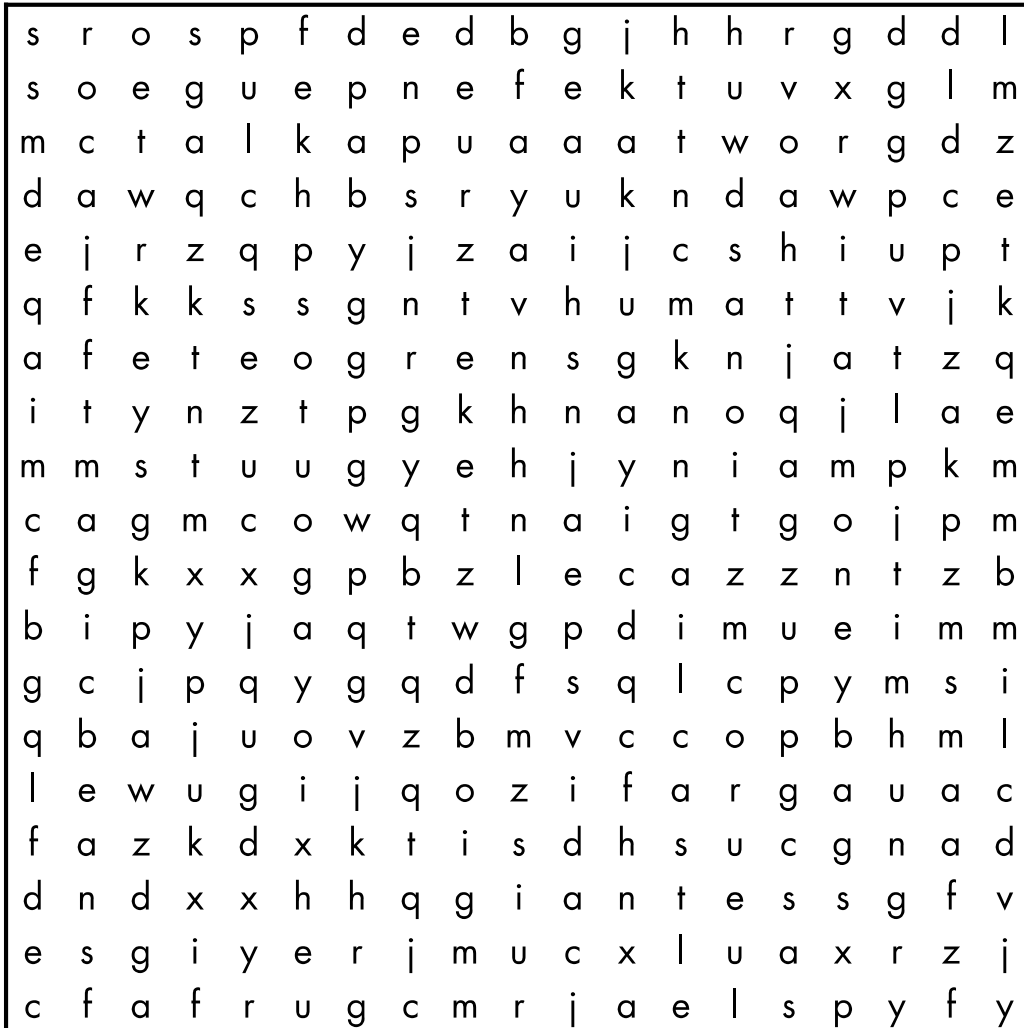 s r o s p f d e d b g j h h r g d d l
s o e g u e p n e f e k t u v x g l m
m c t a l k a p u a a a t w o r g d z
d a w q c h b s r y u k n d a w p c e
e j r z q p y j z a i j c s h i u p t
q f k k s s g n t v h u m a t t v j k
a f e t e o g r e n s g k n j a t z q
i t y n z t p g k h n a n o q j l a e
m m s t u u g y e h j y n i a m p k m
c a g m c o w q t n a i g t g o j p m
f g k x x g p b z l e c a z z n t z b
b i p y j a q t w g p d i m u e i m m
g c j p q y g q d f s q l c p y m s i
q b a j u o v z b m v c c o p b h m l
l e w u g i j q o z i f a r g a u a c
f a z k d x k t i s d h s u c g n a d
d n d x x h h q g i a n t e s s g f v
e s g i y e r j m u c x l u a x r z j
c f a f r u g c m r j a e l s p y f y